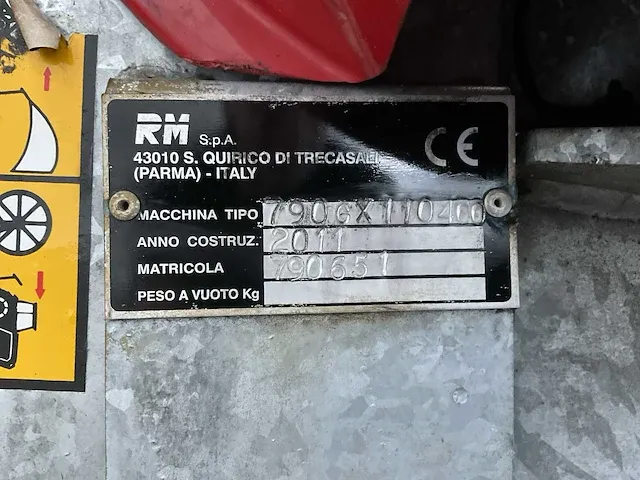 RM S.p.A.
43010 S. QUIRICO DI TRECASALI
(PARMA) - ITALY
CE
MACCHINA TIPO 790GX110400
ANNO COSTRUZ. 2011
MATRICOLA 790651
PESO A VUOTO Kg